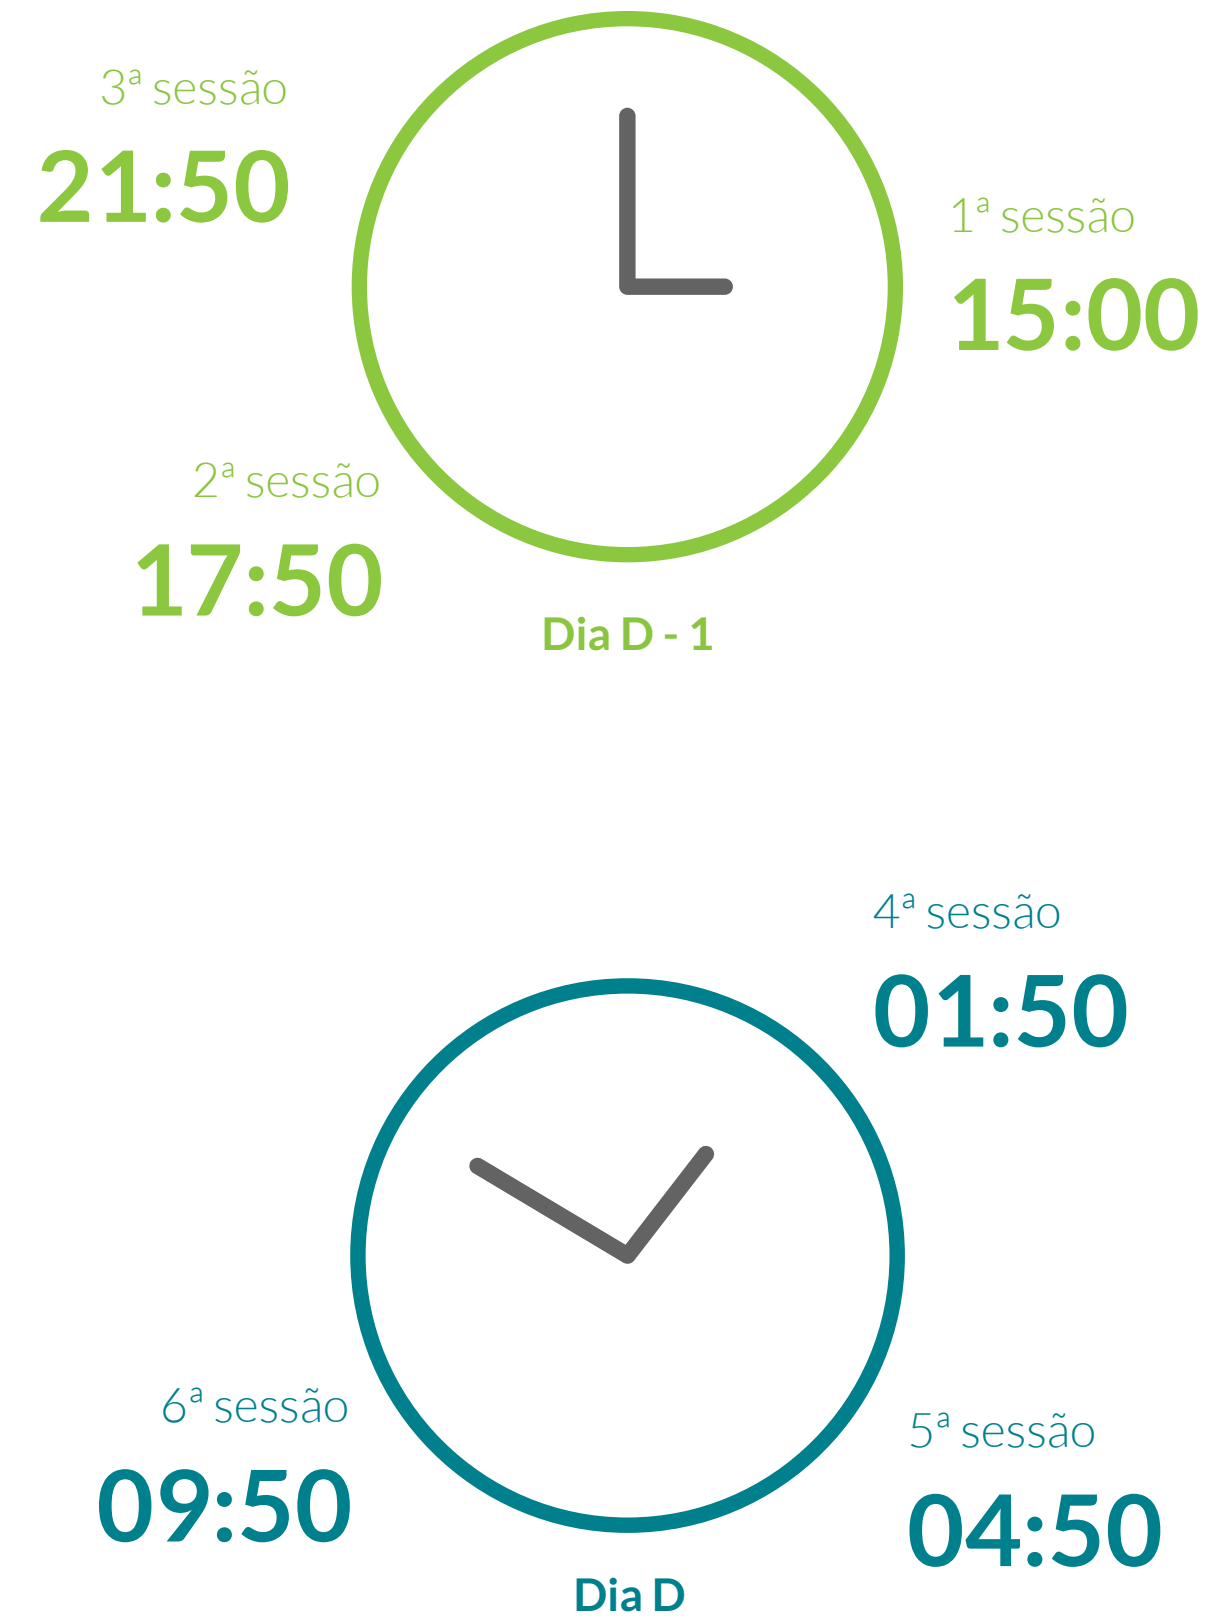 3ª sessão
21:50
1ª sessão
15:00
2ª sessão
17:50
Dia D - 1
4ª sessão
01:50
6ª sessão
09:50
5ª sessão
04:50
Dia D